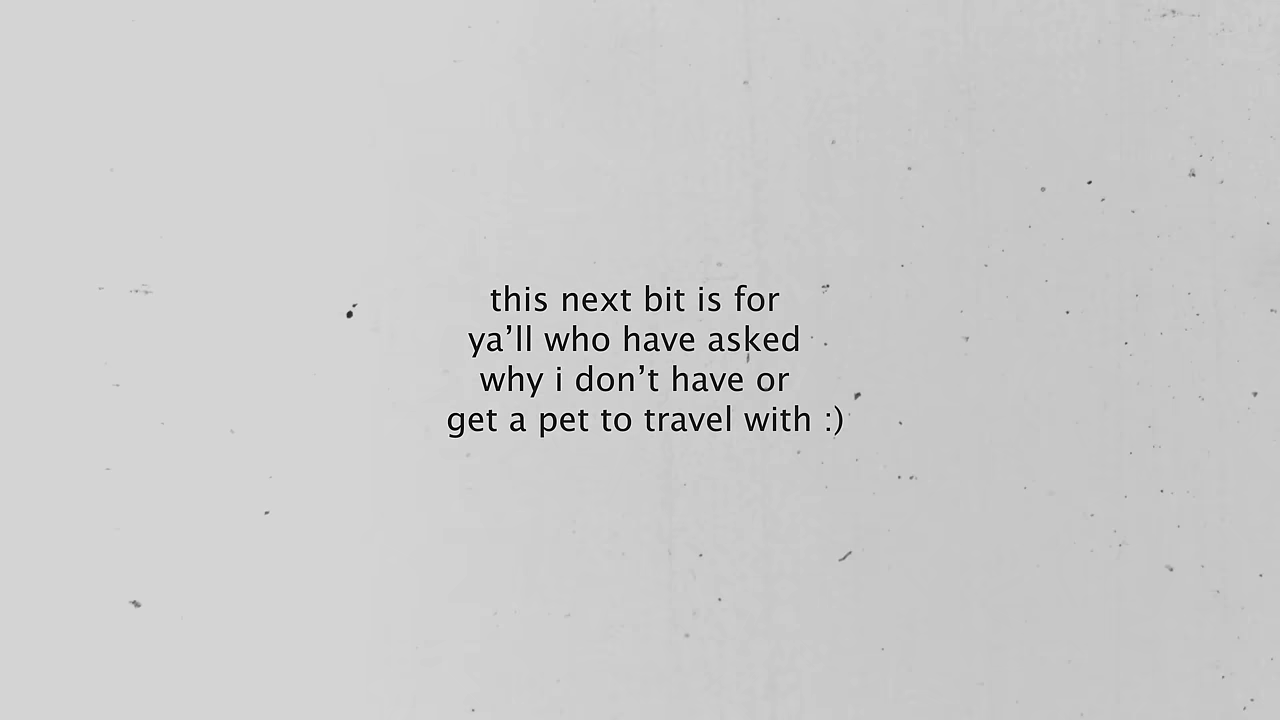 this next bit is for
ya’ll who have asked
why i don’t have or
get a pet to travel with :)